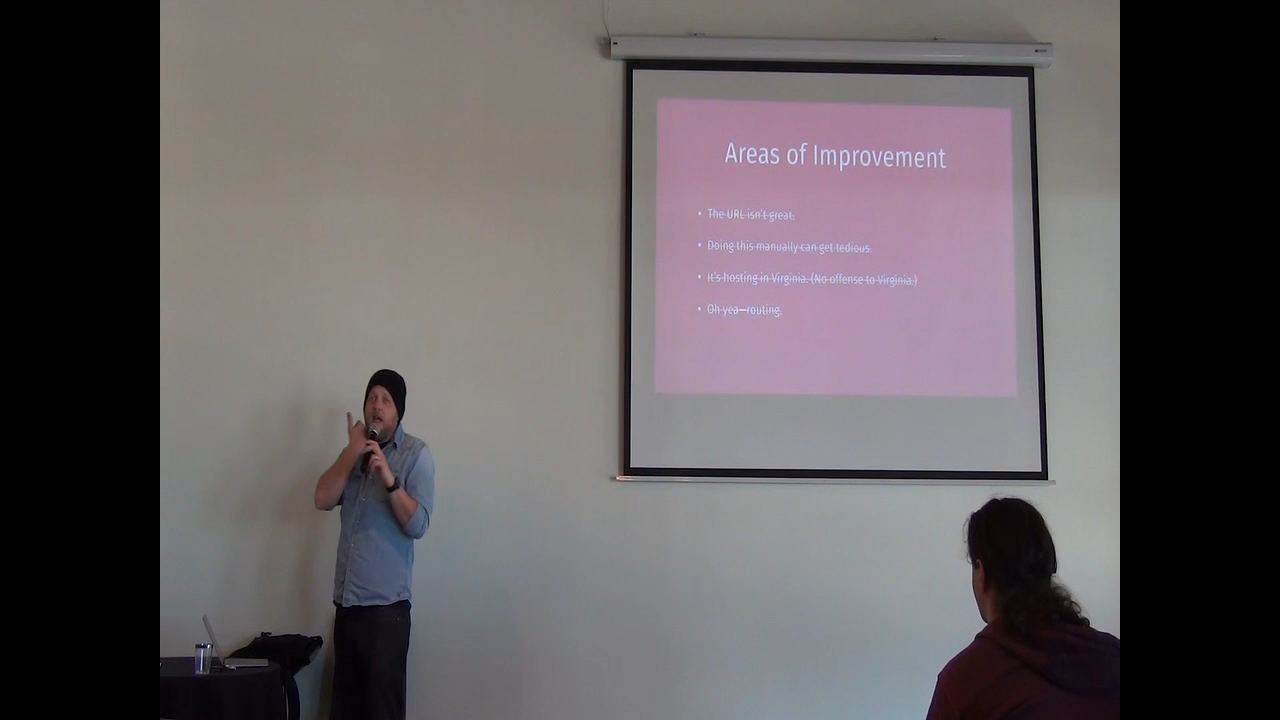 Areas of Improvement
• The URL isn't great.
• Doing this manually can get tedious.
• It's hosting in Virginia. (No offense to Virginia.)
• Oh yea—routing.